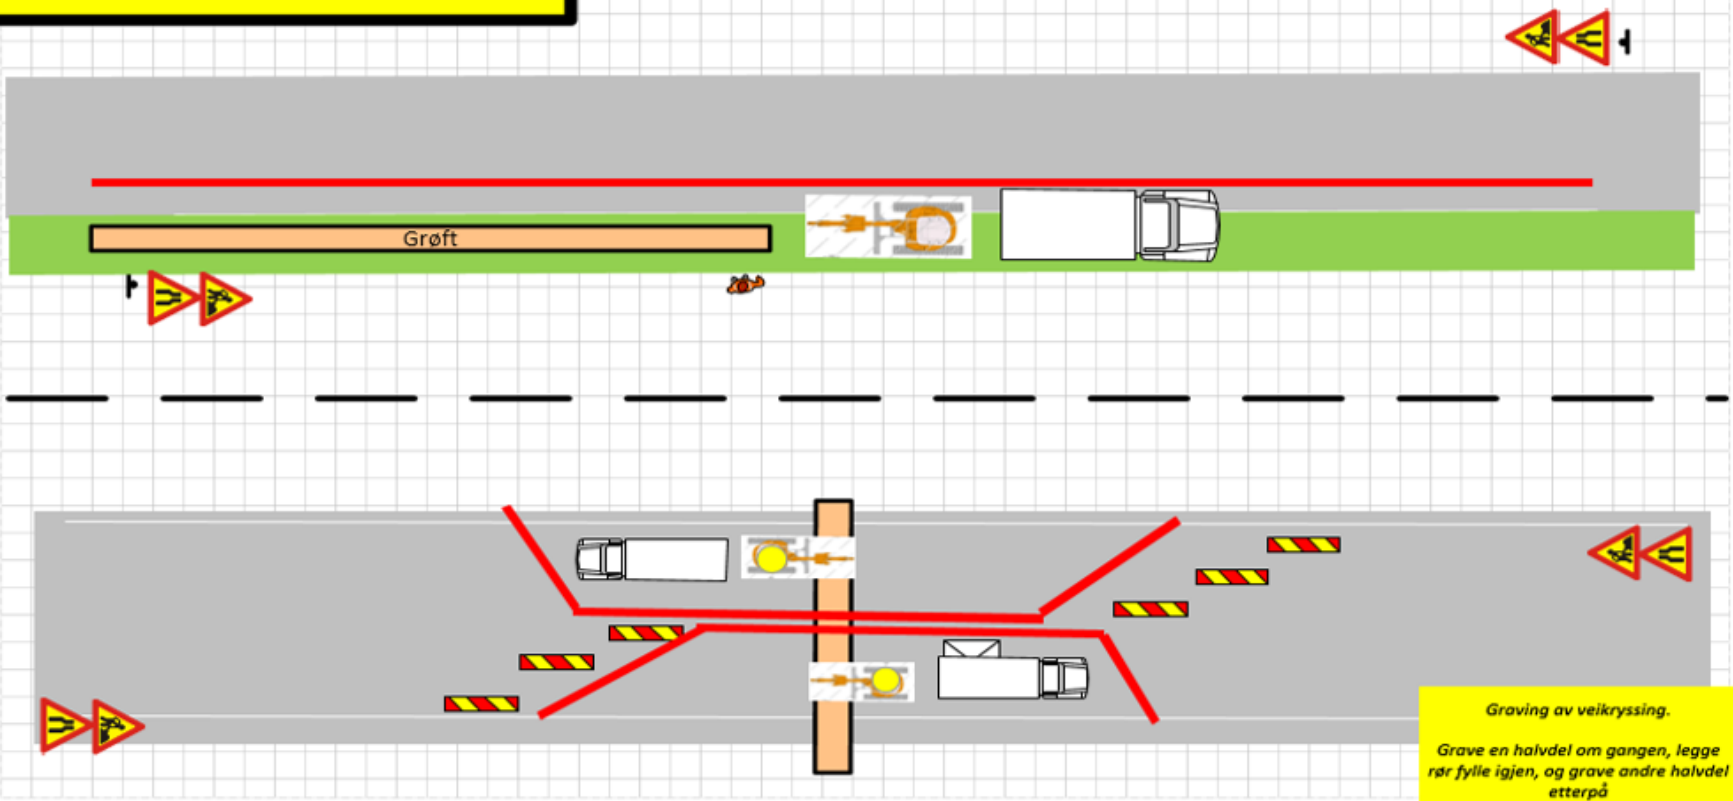 Grøft
Graving av veikryssing.
Grave en halvdel om gangen, legge
rør fylle igjen, og grave andre halvdel
etterpå